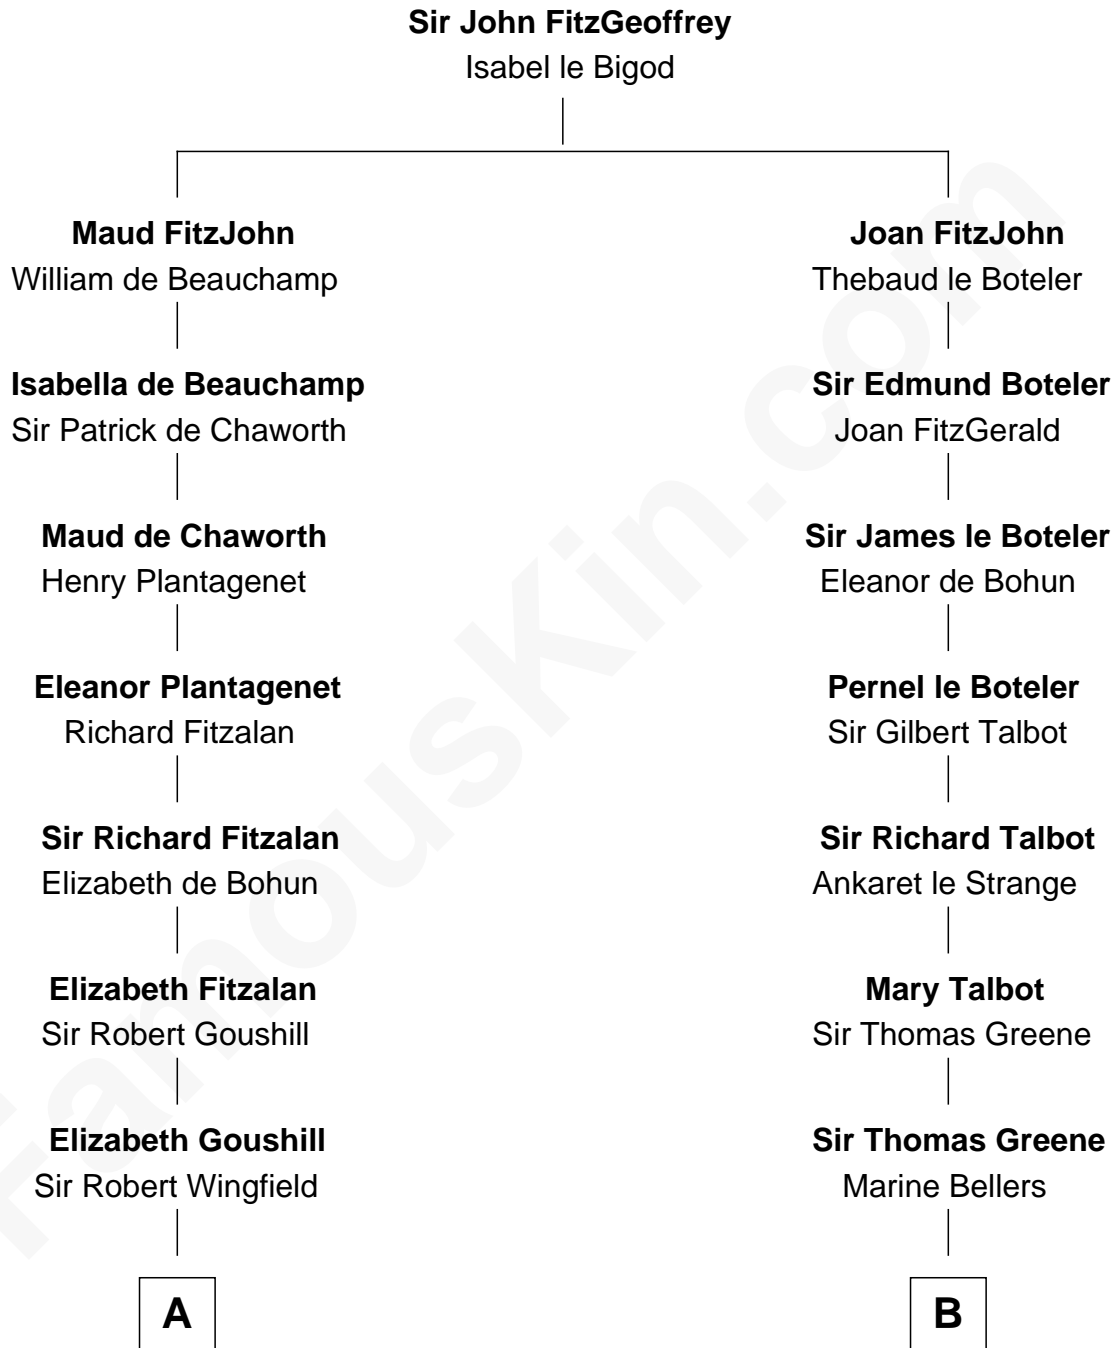 Sir John FitzGeoffrey
Isabel le Bigod
Maud FitzJohn
William de Beauchamp
Joan FitzJohn
Thebaud le Boteler
Isabella de Beauchamp
Sir Patrick de Chaworth
Sir Edmund Boteler
Joan FitzGerald
Maud de Chaworth
Henry Plantagenet
Sir James le Boteler
Eleanor de Bohun
Eleanor Plantagenet
Richard Fitzalan
Pernel le Boteler
Sir Gilbert Talbot
Sir Richard Fitzalan
Elizabeth de Bohun
Sir Richard Talbot
Ankaret le Strange
Elizabeth Fitzalan
Sir Robert Goushill
Mary Talbot
Sir Thomas Greene
Elizabeth Goushill
Sir Robert Wingfield
Sir Thomas Greene
Marine Bellers
A
B
FamousKin.com